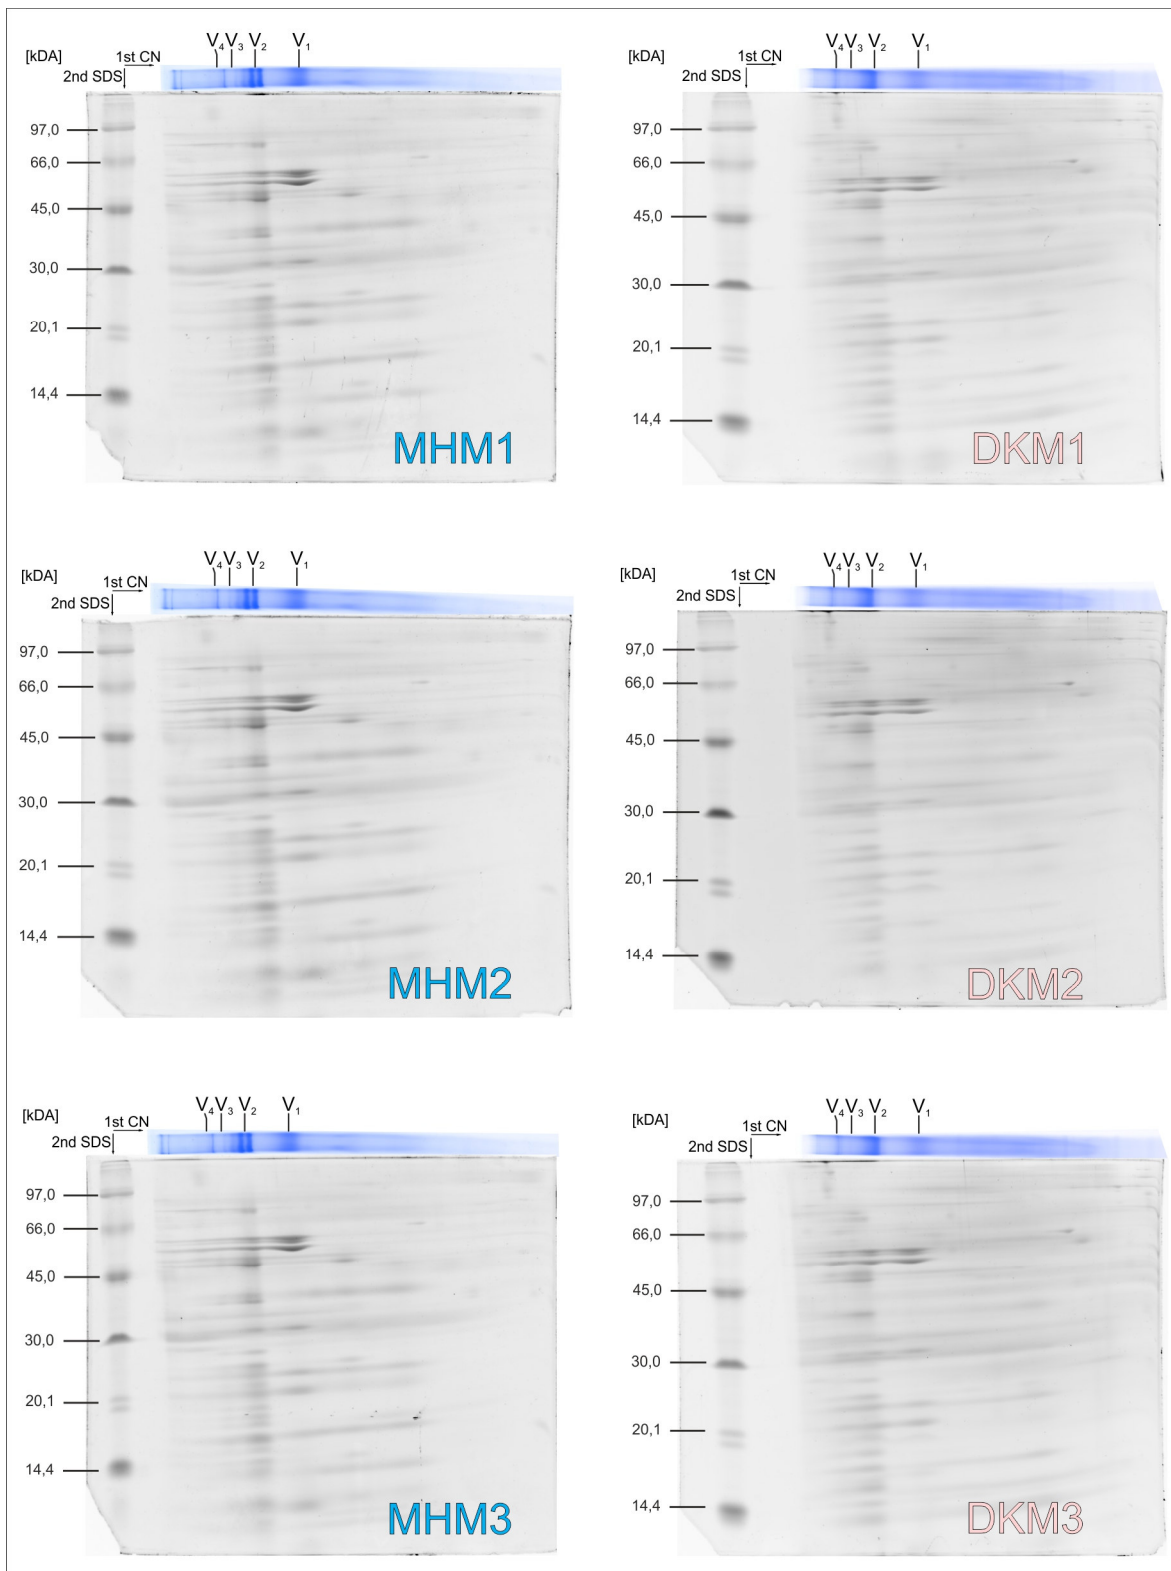 V4 V3 V2 V1
[kDA] 1st CN
2nd SDS
97,0
66,0
45,0
30,0
20,1
14,4
MHM1
V4 V3 V2 V1
[kDA] 1st CN
2nd SDS
97,0
66,0
45,0
30,0
20,1
14,4
DKM1
V4 V3 V2 V1
[kDA] 1st CN
2nd SDS
97,0
66,0
45,0
30,0
20,1
14,4
MHM2
V4 V3 V2 V1
[kDA] 1st CN
2nd SDS
97,0
66,0
45,0
30,0
20,1
14,4
DKM2
V4 V3 V2 V1
[kDA] 1st CN
2nd SDS
97,0
66,0
45,0
30,0
20,1
14,4
MHM3
V4 V3 V2 V1
[kDA] 1st CN
2nd SDS
97,0
66,0
45,0
30,0
20,1
14,4
DKM3